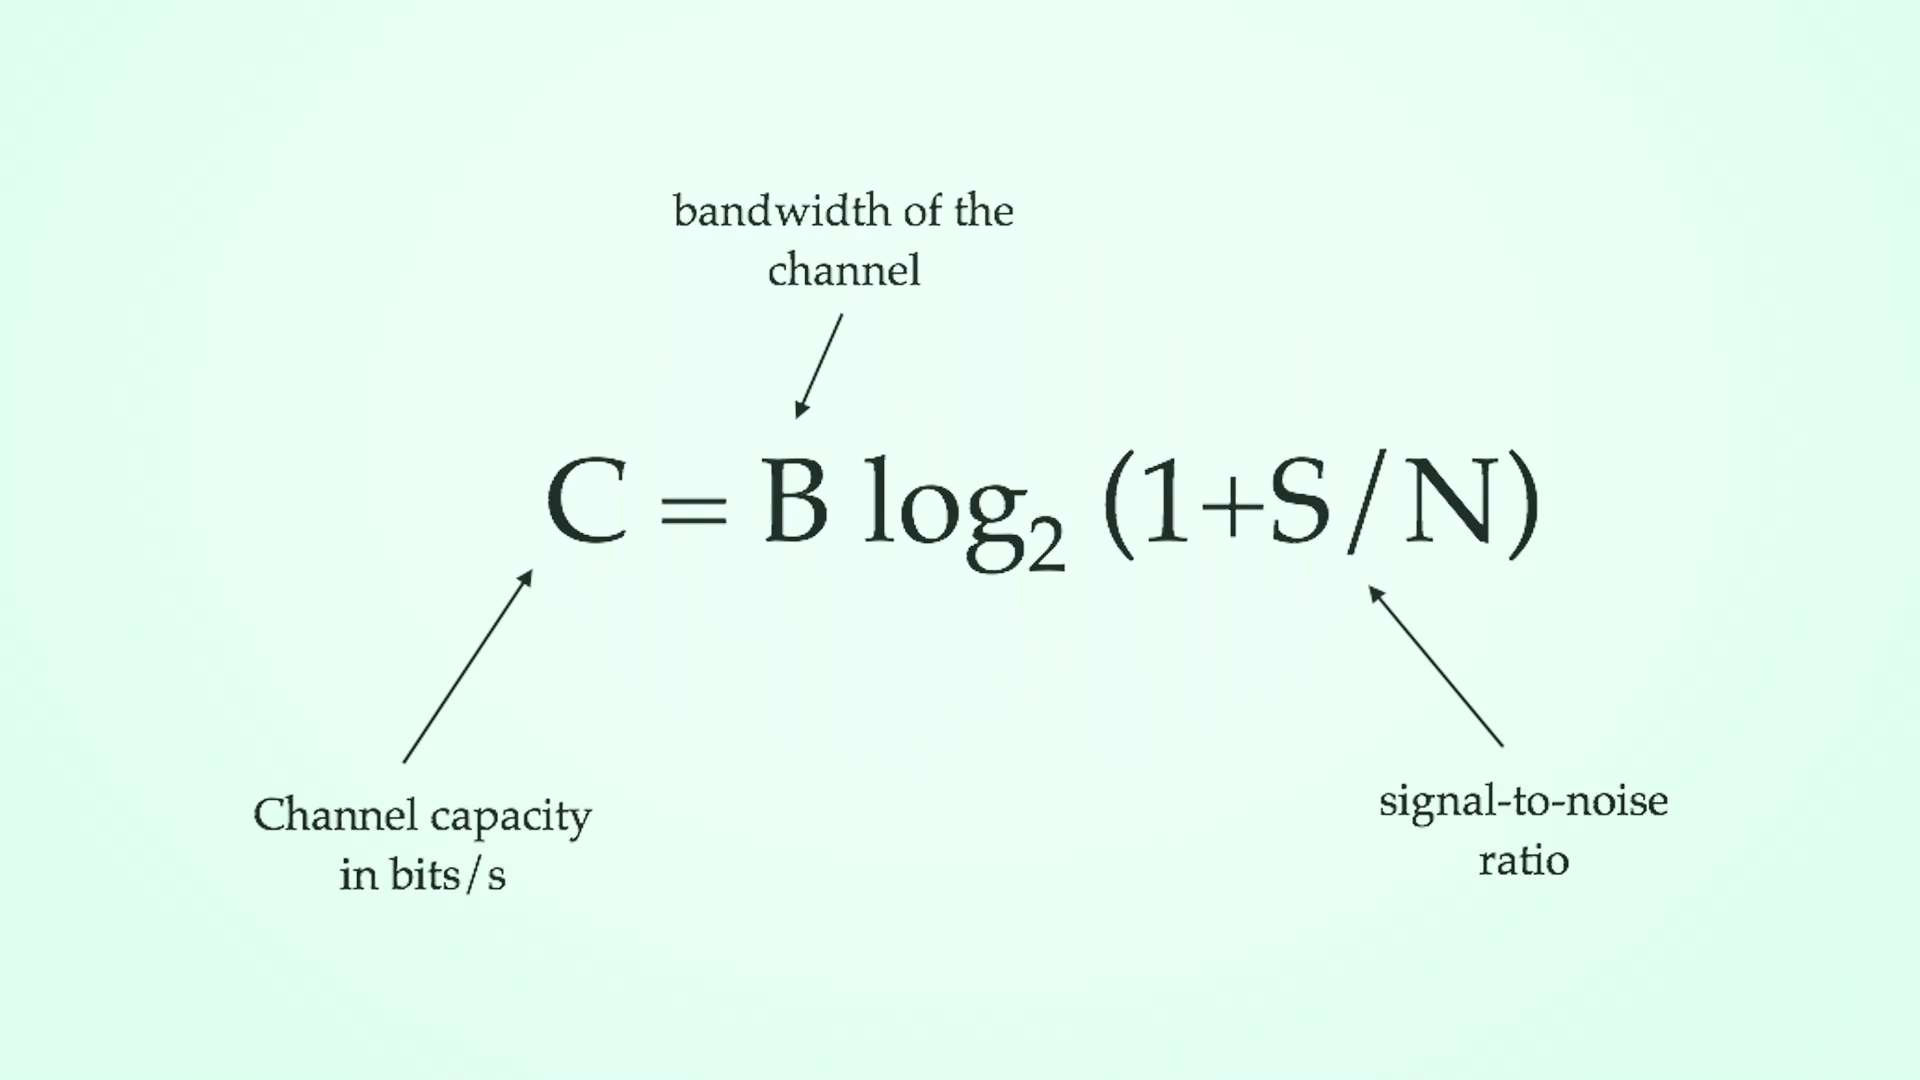 bandwidth of the
channel
C = B log₂ (1+S/N)
Channel capacity
in bits/s
signal-to-noise
ratio